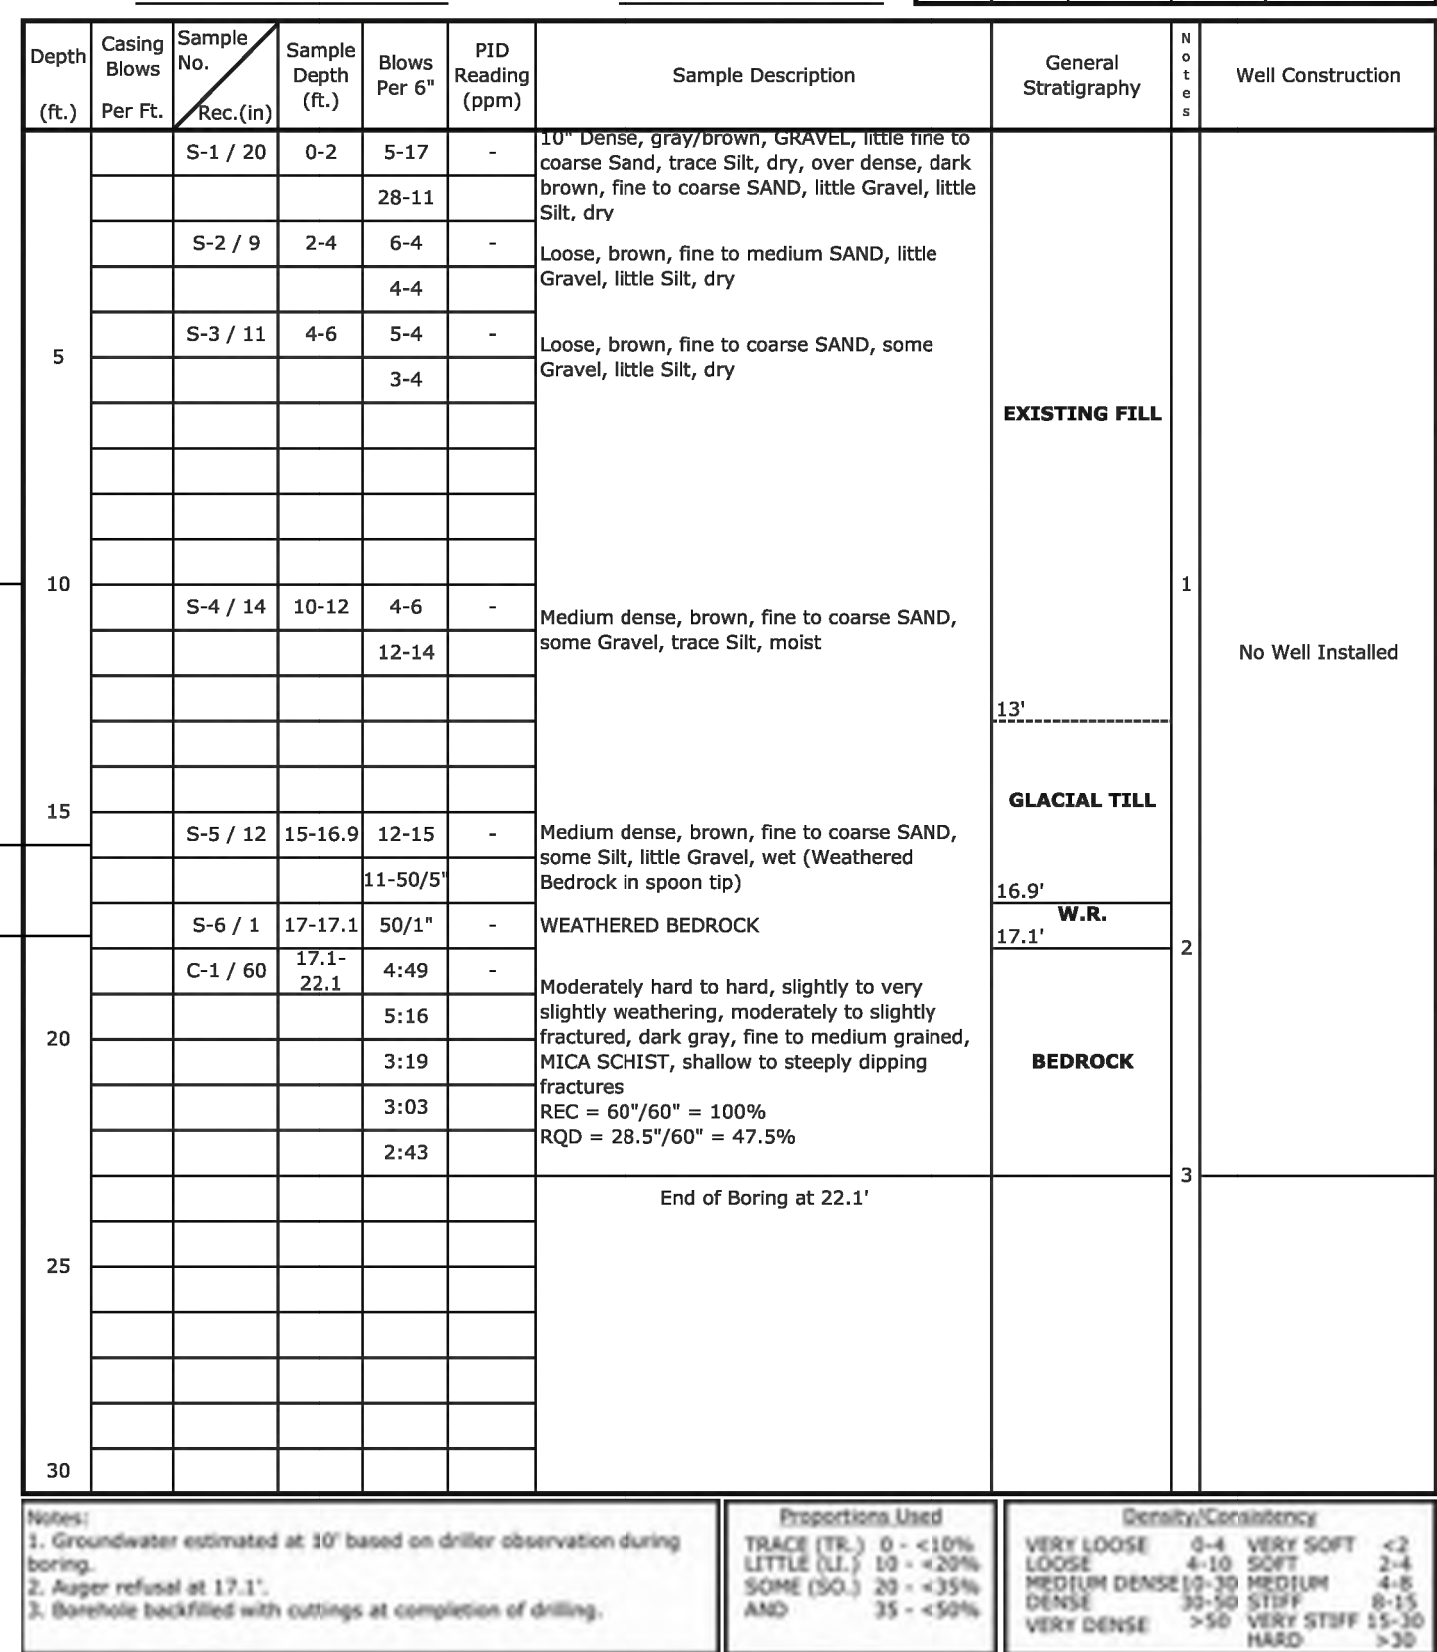 Depth (ft.) Casing Blows Per Ft. Sample No. Rec.(in) Sample Depth (ft.) Blows Per 6" PID Reading (ppm) Sample Description General Stratigraphy Notes Well Construction
S-1 / 20 0-2 5-17 - 10" Dense, gray/brown, GRAVEL, little fine to
coarse Sand, trace Silt, dry, over dense, dark
28-11 brown, fine to coarse SAND, little Gravel, little
Silt, dry
S-2 / 9 2-4 6-4 - Loose, brown, fine to medium SAND, little
4-4 Gravel, little Silt, dry
S-3 / 11 4-6 5-4 - Loose, brown, fine to coarse SAND, some
5 3-4 Gravel, little Silt, dry
EXISTING FILL
10 1
S-4 / 14 10-12 4-6 - Medium dense, brown, fine to coarse SAND,
12-14 some Gravel, trace Silt, moist No Well Installed
13'
GLACIAL TILL
15
S-5 / 12 15-16.9 12-15 - Medium dense, brown, fine to coarse SAND,
some Silt, little Gravel, wet (Weathered
11-50/5" Bedrock in spoon tip) 16.9'
S-6 / 1 17-17.1 50/1" - WEATHERED BEDROCK W.R.
17.1'
2
C-1 / 60 17.1-22.1 4:49 - Moderately hard to hard, slightly to very
5:16 slightly weathering, moderately to slightly
20 fractured, dark gray, fine to medium grained,
3:19 MICA SCHIST, shallow to steeply dipping BEDROCK
fractures
3:03 REC = 60"/60" = 100%
RQD = 28.5"/60" = 47.5%
2:43
3
End of Boring at 22.1'
25
30
Notes:
1. Groundwater estimated at 10' based on driller observation during
boring.
2. Auger refusal at 17.1'.
3. Borehole backfilled with cuttings at completion of drilling.
Proportions Used
TRACE (TR.) 0 - <10%
LITTLE (LI.) 10 - <20%
SOME (SO.) 20 - <35%
AND 35 - <50%
Density/Consistency
VERY LOOSE 0-4 VERY SOFT <2
LOOSE 4-10 SOFT 2-4
MEDIUM DENSE 10-30 MEDIUM 4-8
DENSE 30-50 STIFF 8-15
VERY DENSE >50 VERY STIFF 15-30
HARD >30